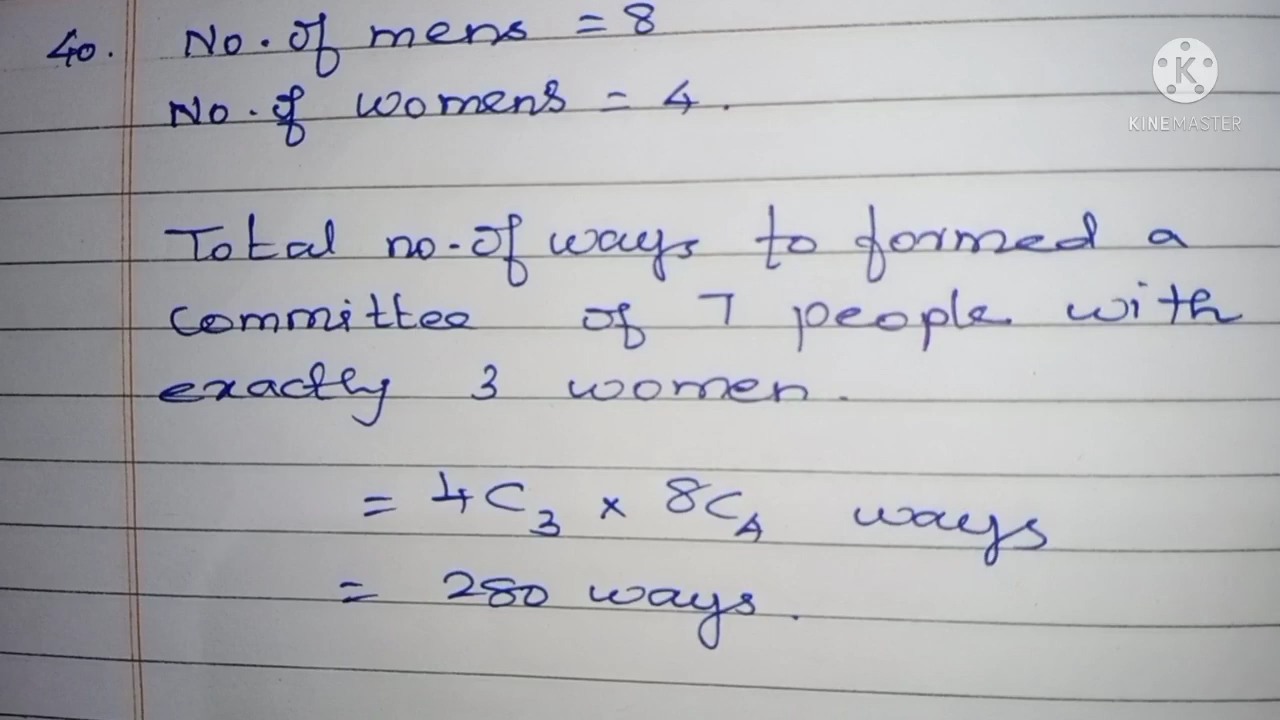 40. No. Of mens = 8
No. of womens = 4.
KINEMASTER
Total no. Of ways to formed a
committee of 7 people with
exactly 3 women.
= 4C₃ × 8C₄ ways
= 280 ways.